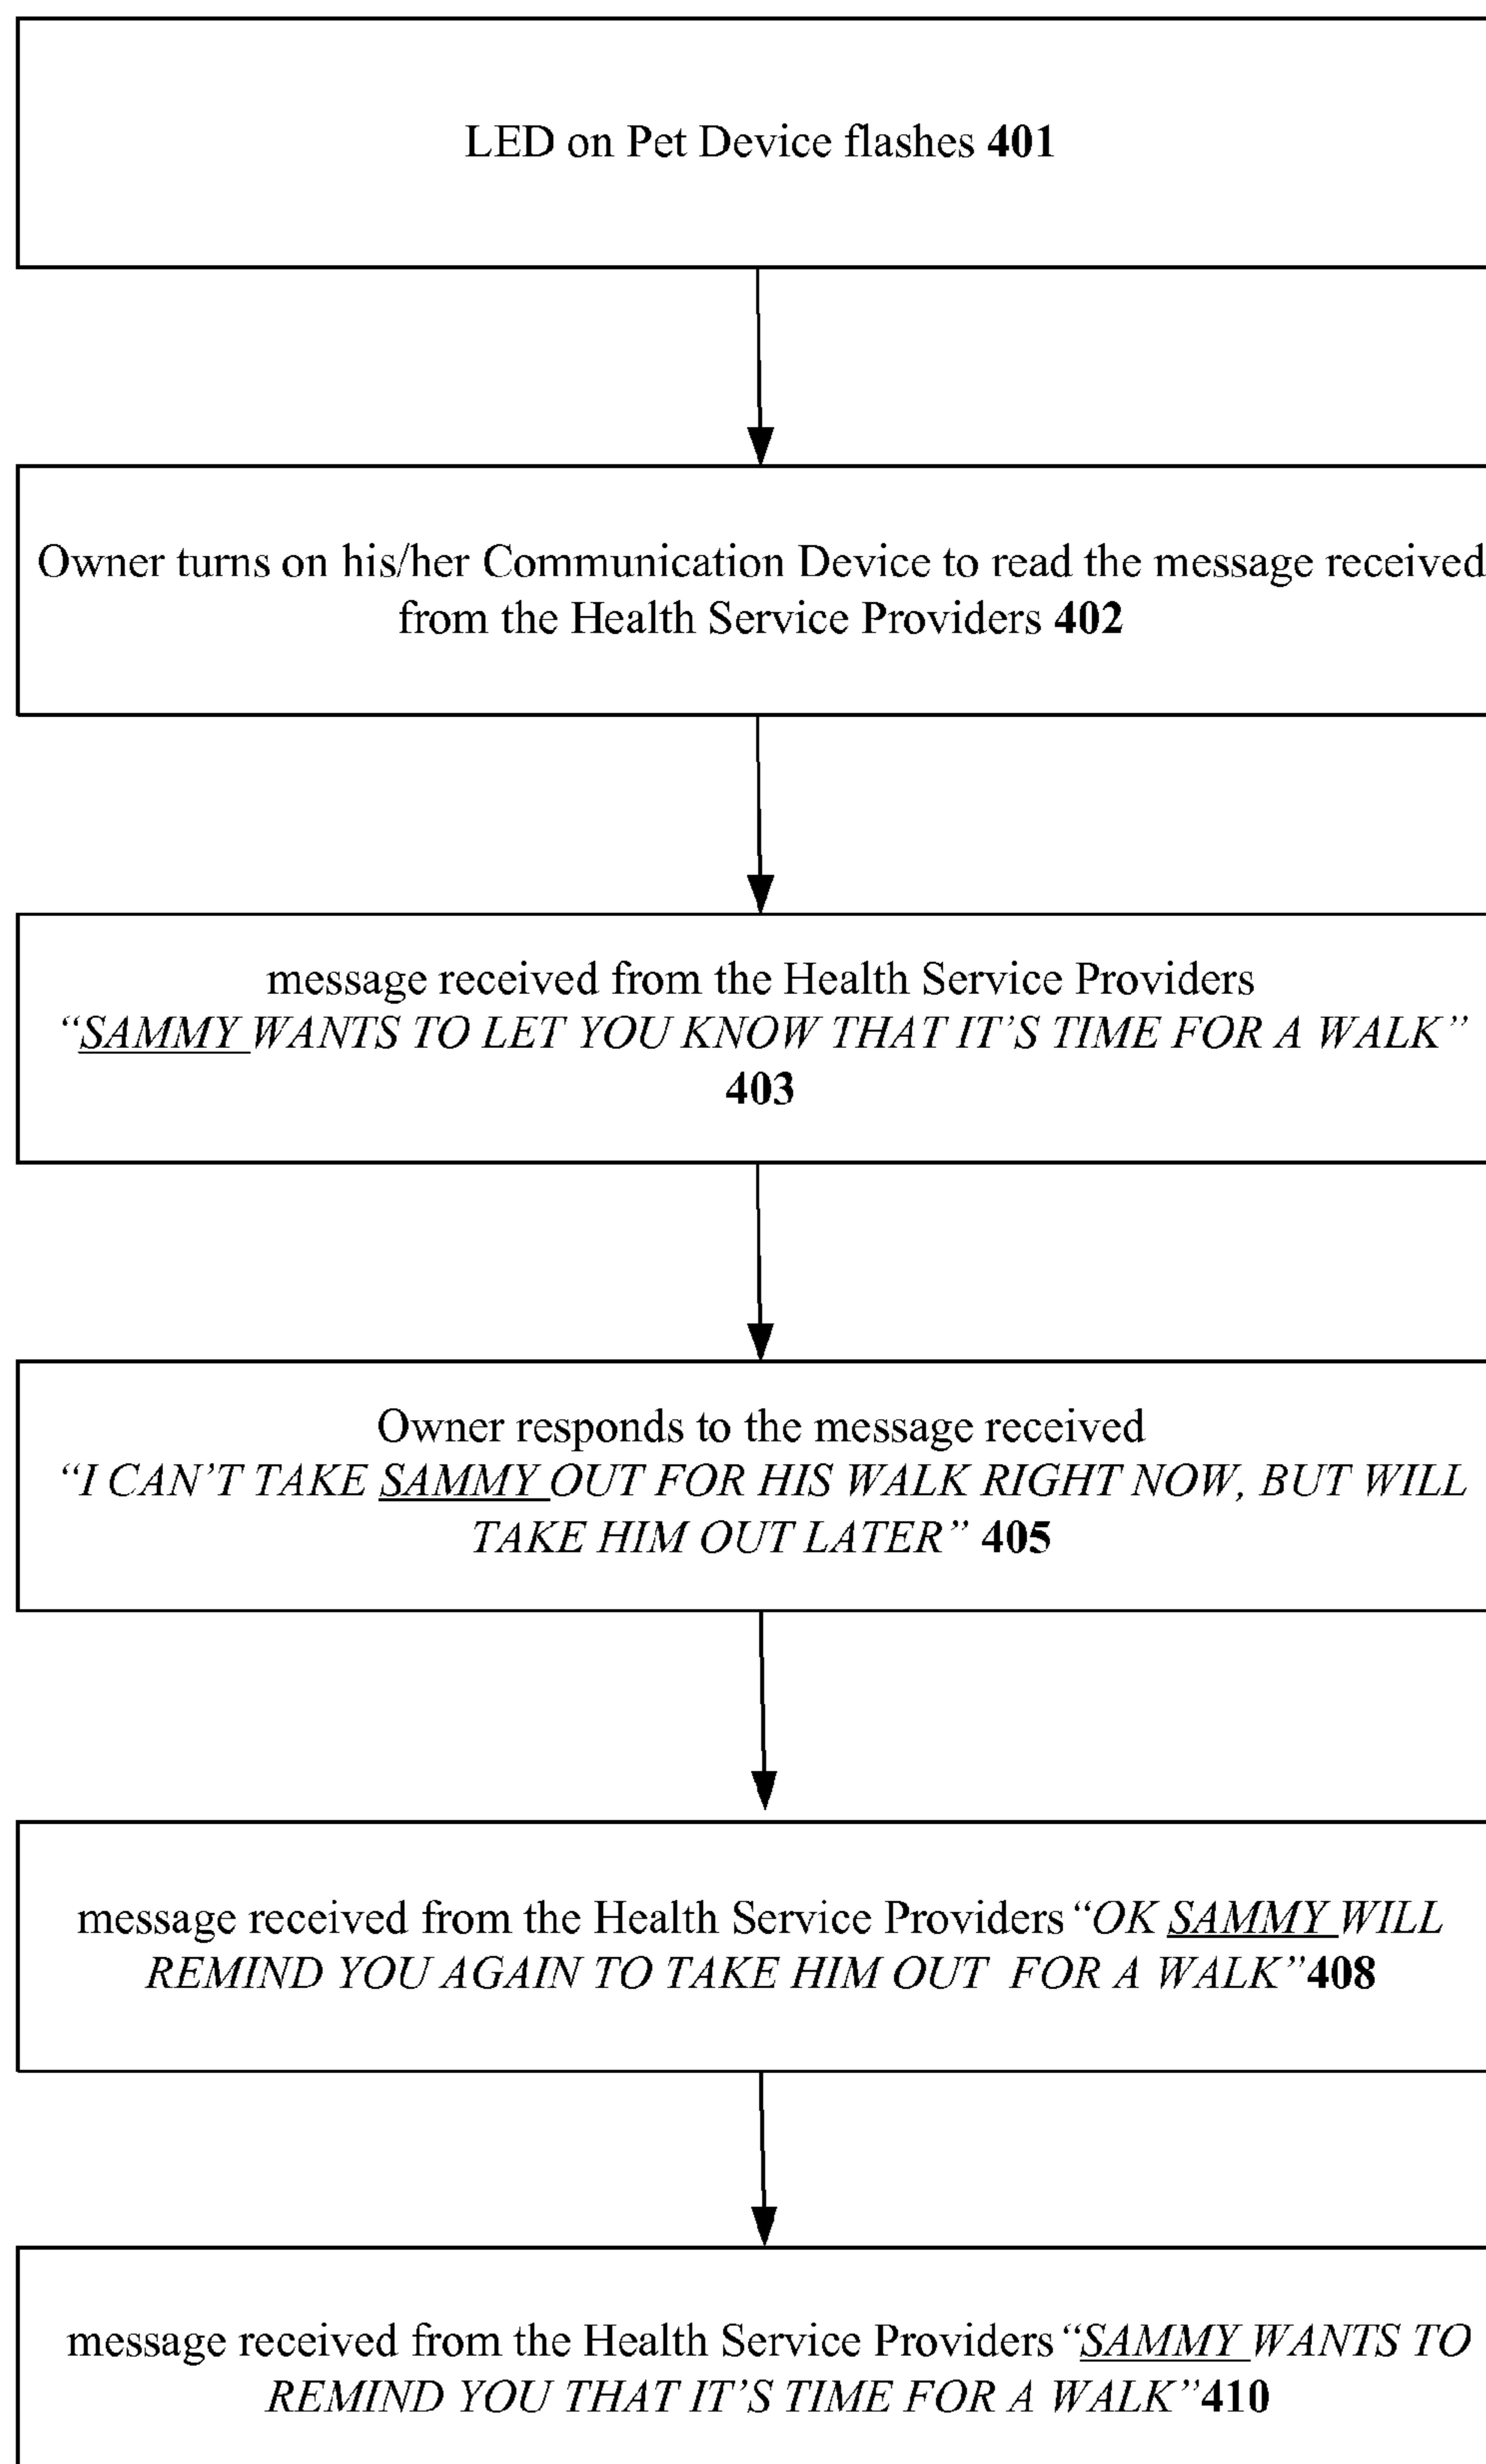 LED on Pet Device flashes 401
Owner turns on his/her Communication Device to read the message received
from the Health Service Providers 402
message received from the Health Service Providers
“SAMMY WANTS TO LET YOU KNOW THAT IT’S TIME FOR A WALK”
403
Owner responds to the message received
“I CAN’T TAKE SAMMY OUT FOR HIS WALK RIGHT NOW, BUT WILL
TAKE HIM OUT LATER” 405
message received from the Health Service Providers “OK SAMMY WILL
REMIND YOU AGAIN TO TAKE HIM OUT FOR A WALK”408
message received from the Health Service Providers “SAMMY WANTS TO
REMIND YOU THAT IT’S TIME FOR A WALK”410